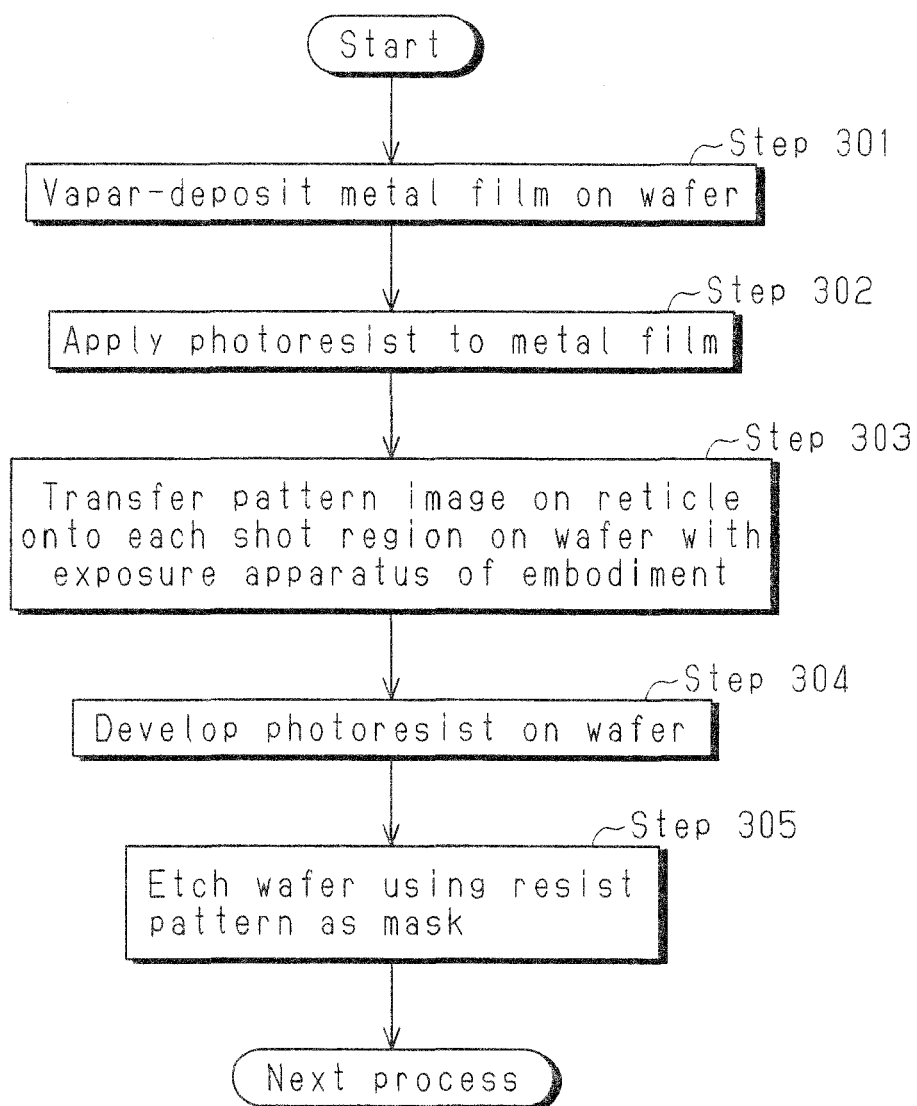 Start
Step 301
Vapar-deposit metal film on wafer
Step 302
Apply photoresist to metal film
Step 303
Transfer pattern image on reticle
onto each shot region on wafer with
exposure apparatus of embodiment
Step 304
Develop photoresist on wafer
Step 305
Etch wafer using resist
pattern as mask
Next process